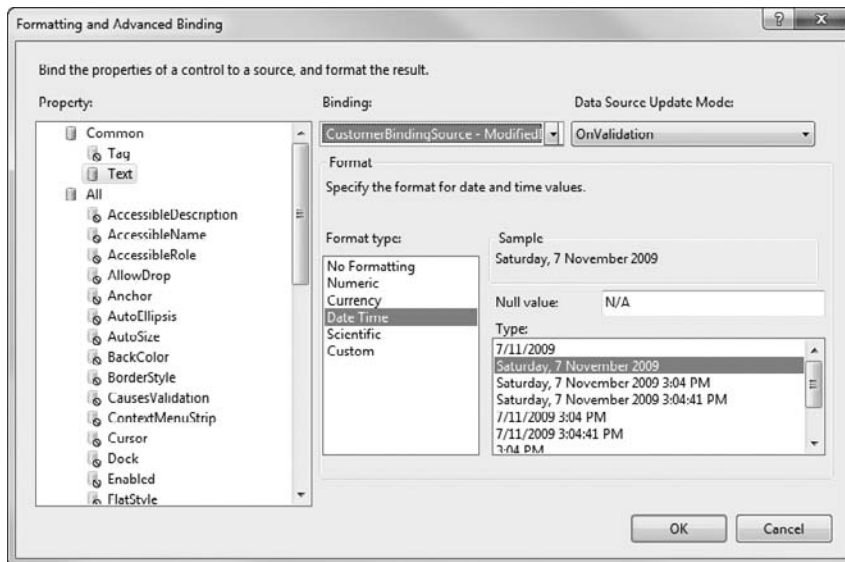 Formatting and Advanced Binding
Bind the properties of a control to a source, and format the result.
Property:
Common
Tag
Text
All
AccessibleDescription
AccessibleName
AccessibleRole
AllowDrop
Anchor
AutoEllipsis
AutoSize
BackColor
BorderStyle
CausesValidation
ContextMenuStrip
Cursor
Dock
Enabled
FlatStyle
Binding:
CustomerBindingSource - Modified
Data Source Update Mode:
OnValidation
Format
Specify the format for date and time values.
Format type:
No Formatting
Numeric
Currency
Date Time
Scientific
Custom
Sample
Saturday, 7 November 2009
Null value:
N/A
Type:
7/11/2009
Saturday, 7 November 2009
Saturday, 7 November 2009 3:04 PM
Saturday, 7 November 2009 3:04:41 PM
7/11/2009 3:04 PM
7/11/2009 3:04:41 PM
3:04 PM
OK
Cancel